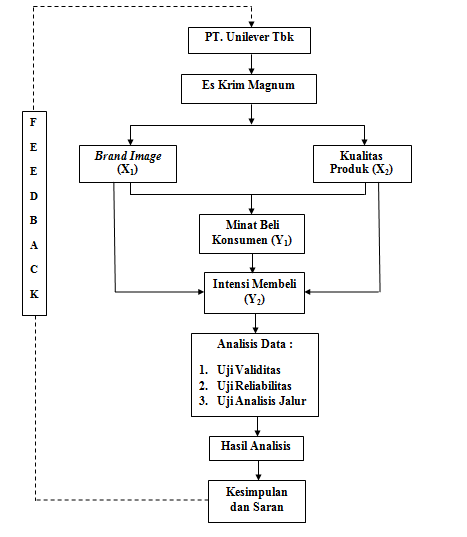 PT. Unilever Tbk
Es Krim Magnum
Brand Image
(X₁)
Kualitas
Produk (X₂)
Minat Beli
Konsumen (Y₁)
Intensi Membeli
(Y₂)
Analisis Data :
1. Uji Validitas
2. Uji Reliabilitas
3. Uji Analisis Jalur
Hasil Analisis
Kesimpulan
dan Saran
F
E
E
D
B
A
C
K